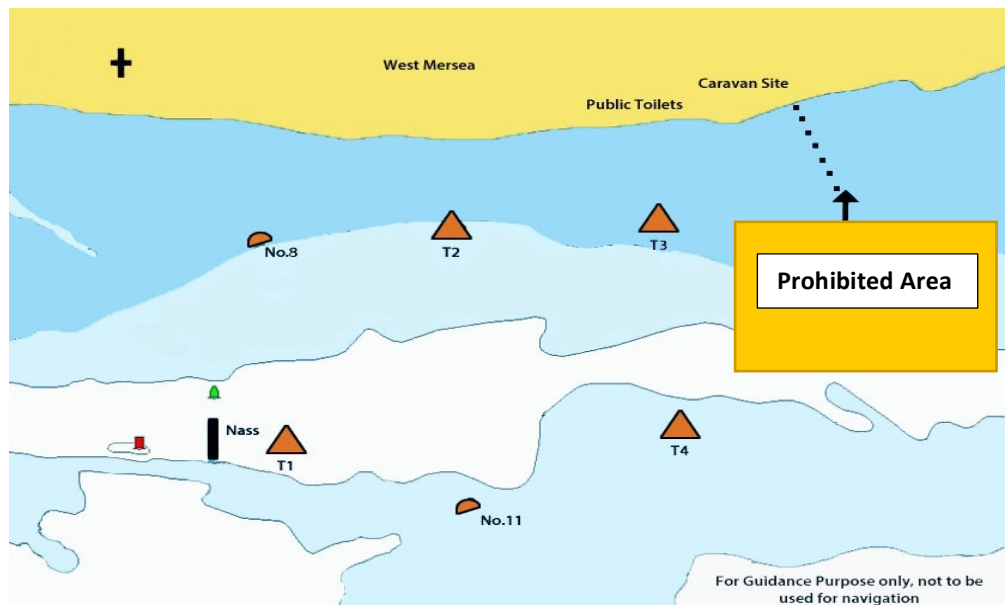 West Mersea
Caravan Site
Public Toilets
No.8
T2
T3
Prohibited Area
Nass
T1
T4
No.11
For Guidance Purpose only, not to be
used for navigation